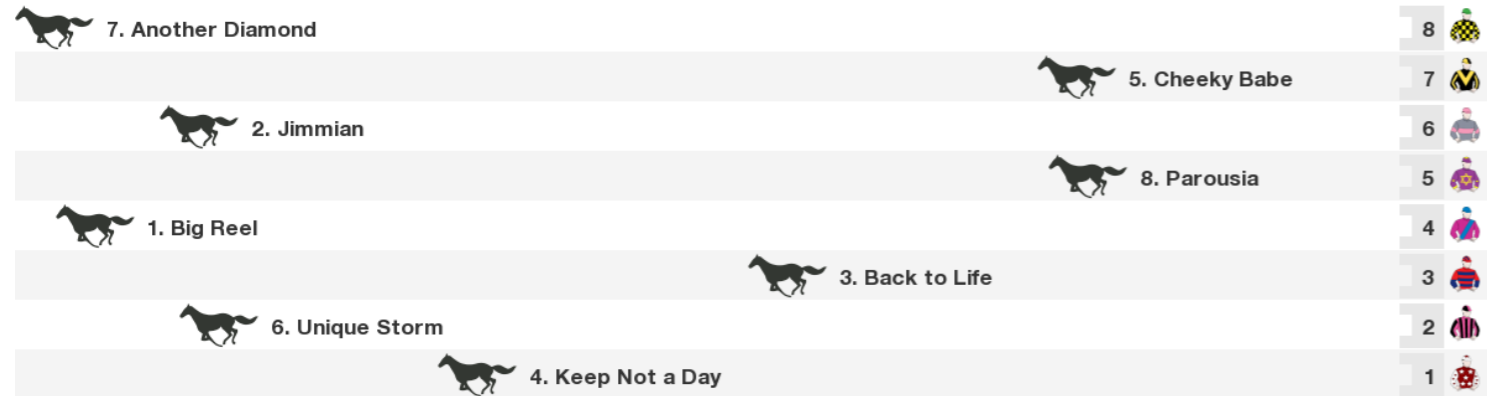 7. Another Diamond 8
5. Cheeky Babe 7
2. Jimmian 6
8. Parousia 5
1. Big Reel 4
3. Back to Life 3
6. Unique Storm 2
4. Keep Not a Day 1